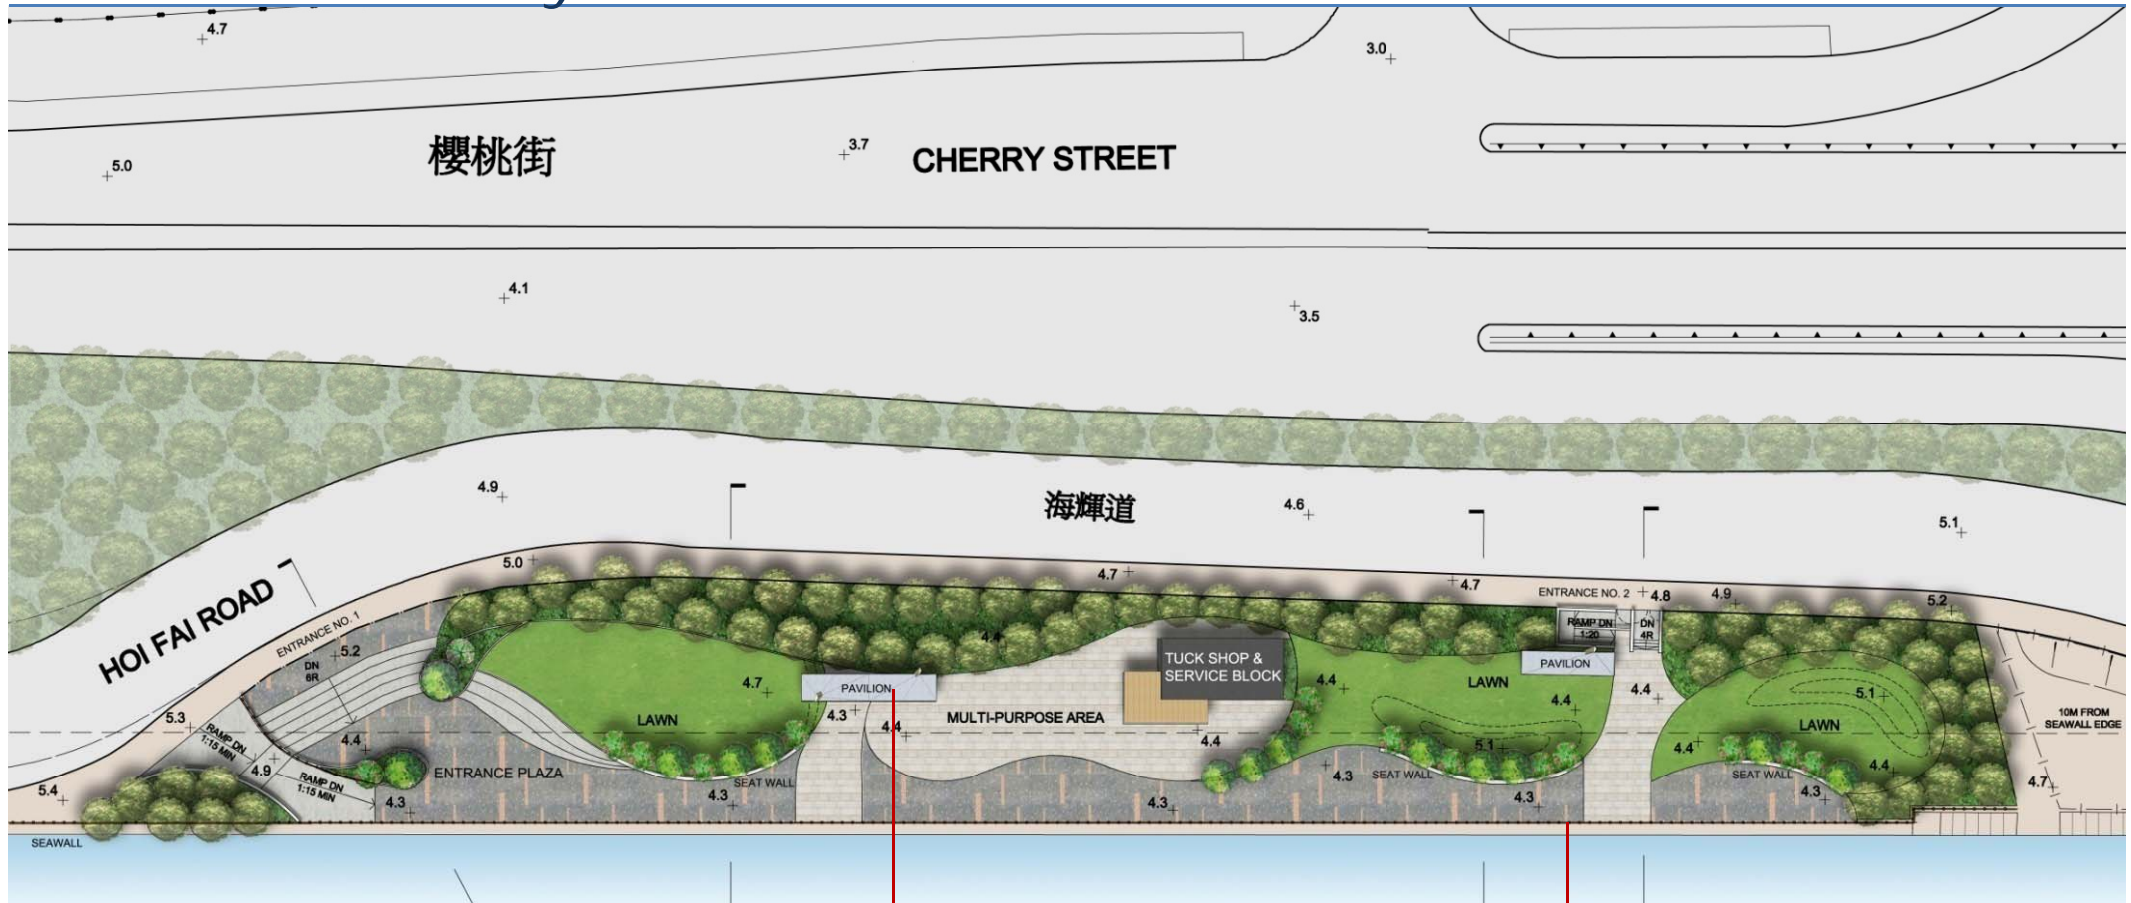 4.7
3.0
櫻桃街
3.7
CHERRY STREET
5.0
4.1
3.5
4.9
海輝道
4.6
5.1
5.0
4.7
4.7
ENTRANCE NO. 2
4.8
4.9
5.2
HOI FAI ROAD
ENTRANCE NO. 1
5.2
DN
6R
4.4
RAMP DN
1:20
DN
4R
TUCK SHOP &
SERVICE BLOCK
PAVILION
4.7
PAVILION
4.4
LAWN
4.4
4.4
5.1
LAWN
4.3
4.4
MULTI-PURPOSE AREA
4.4
LAWN
10M FROM
SEAWALL EDGE
5.3
RAMP DN
1:15 MIN
4.4
5.1
4.4
4.9
RAMP DN
1:15 MIN
ENTRANCE PLAZA
SEAT WALL
4.3
SEAT WALL
SEAT WALL
4.4
4.7
5.4
4.3
4.3
4.3
4.3
4.3
SEAWALL